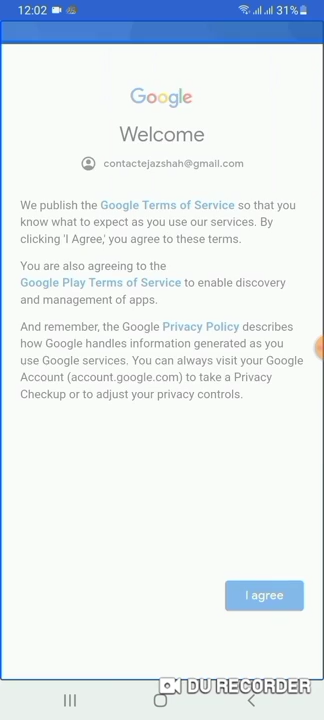 12:02
31%
Google
Welcome
contactejazshah@gmail.com
We publish the Google Terms of Service so that you
know what to expect as you use our services. By
clicking 'I Agree,' you agree to these terms.
You are also agreeing to the
Google Play Terms of Service to enable discovery
and management of apps.
And remember, the Google Privacy Policy describes
how Google handles information generated as you
use Google services. You can always visit your Google
Account (account.google.com) to take a Privacy
Checkup or to adjust your privacy controls.
I agree
DU RECORDER